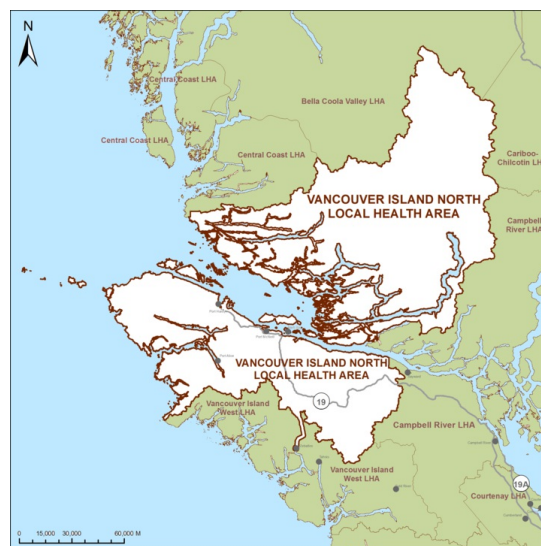 N
Central Coast LHA
Bella Coola Valley LHA
Central Coast LHA
Central Coast LHA
Cariboo-
Chilcotin LH
VANCOUVER ISLAND NORTH
LOCAL HEALTH AREA
Campbell
River LH
VANCOUVER ISLAND NORTH
LOCAL HEALTH AREA
Vancouver Island
West LHA
19
Campbell River LHA
Vancouver Island
West LHA
19A
Courtenay LHA
0 15,000 30,000 60,000 M